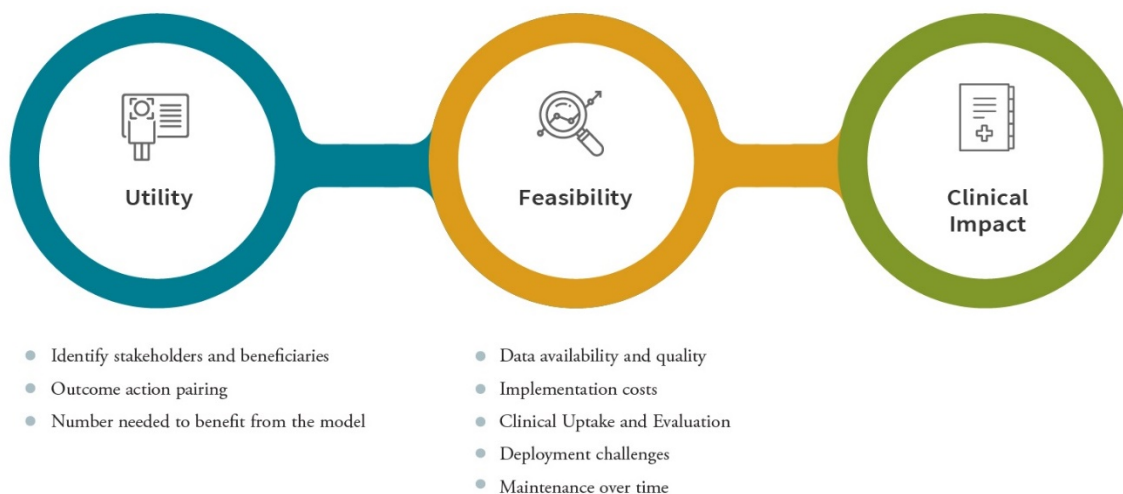 Utility
Feasibility
Clinical
Impact
Identify stakeholders and beneficiaries
Outcome action pairing
Number needed to benefit from the model
Data availability and quality
Implementation costs
Clinical Uptake and Evaluation
Deployment challenges
Maintenance over time